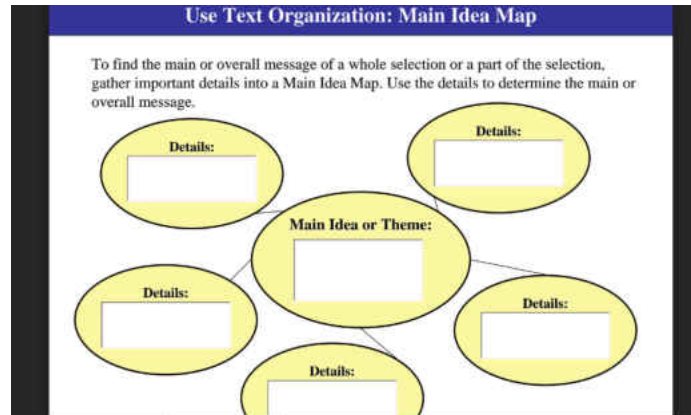 Use Text Organization: Main Idea Map
To find the main or overall message of a whole selection or a part of the selection,
gather important details into a Main Idea Map. Use the details to determine the main or
overall message.
Details:
Details:
Main Idea or Theme:
Details:
Details:
Details: